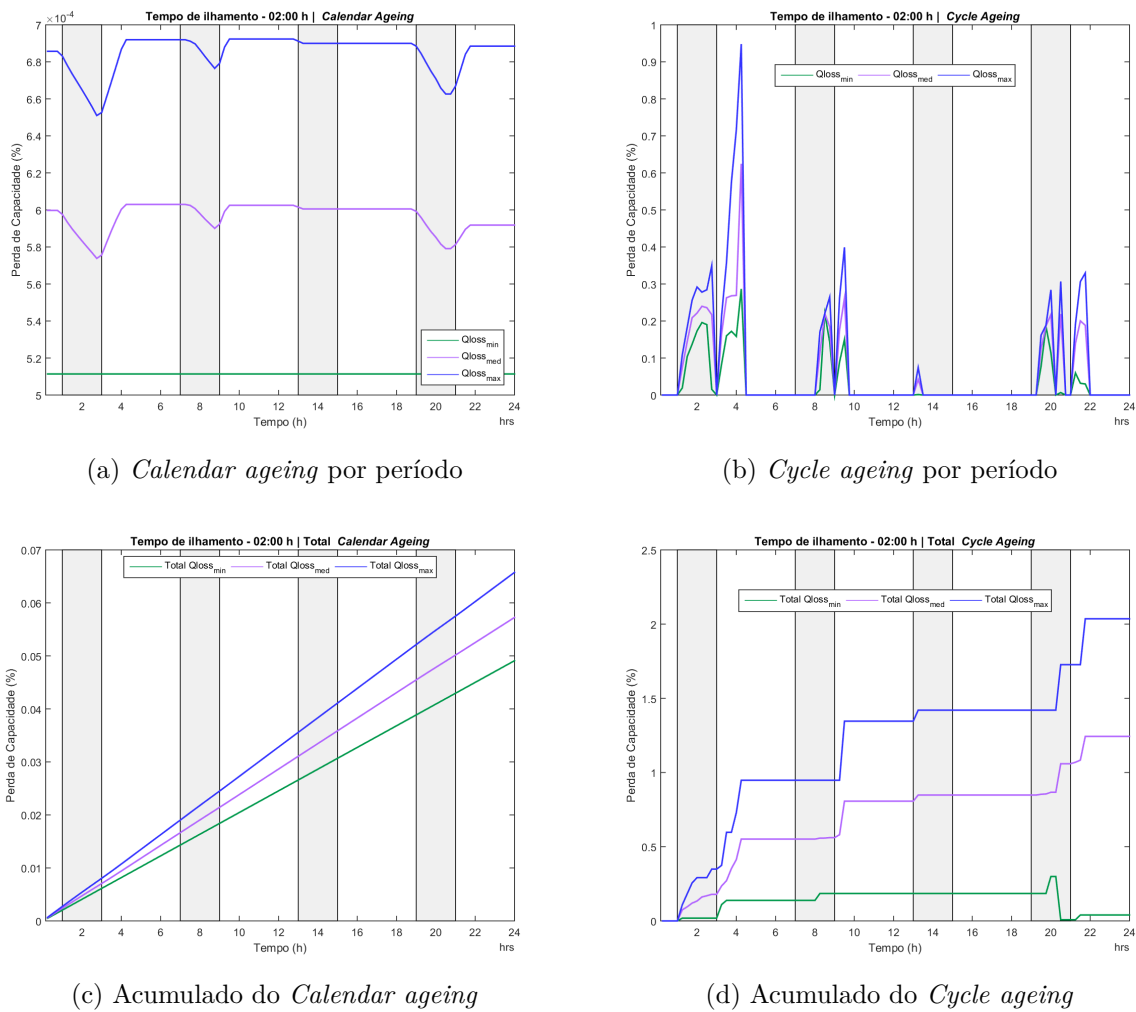 Tempo de ilhamento - 02:00 h | Calendar Ageing
×10⁻⁴
7
6.8
6.6
6.4
6.2
6
5.8
5.6
5.4
5.2
5
Perda de Capacidade (%)
Qloss_min
Qloss_med
Qloss_max
2 4 6 8 10 12 14 16 18 20 22 24
Tempo (h)
hrs
(a) Calendar ageing por período
Tempo de ilhamento - 02:00 h | Cycle Ageing
1
0.9
0.8
0.7
0.6
0.5
0.4
0.3
0.2
0.1
0
Perda de Capacidade (%)
Qloss_min Qloss_med Qloss_max
2 4 6 8 10 12 14 16 18 20 22 24
Tempo (h)
hrs
(b) Cycle ageing por período
Tempo de ilhamento - 02:00 h | Total Calendar Ageing
0.07
0.06
0.05
0.04
0.03
0.02
0.01
0
Perda de Capacidade (%)
Total Qloss_min Total Qloss_med Total Qloss_max
2 4 6 8 10 12 14 16 18 20 22 24
Tempo (h)
hrs
(c) Acumulado do Calendar ageing
Tempo de ilhamento - 02:00 h | Total Cycle Ageing
2.5
2
1.5
1
0.5
0
Perda de Capacidade (%)
Total Qloss_min Total Qloss_med Total Qloss_max
2 4 6 8 10 12 14 16 18 20 22 24
Tempo (h)
hrs
(d) Acumulado do Cycle ageing